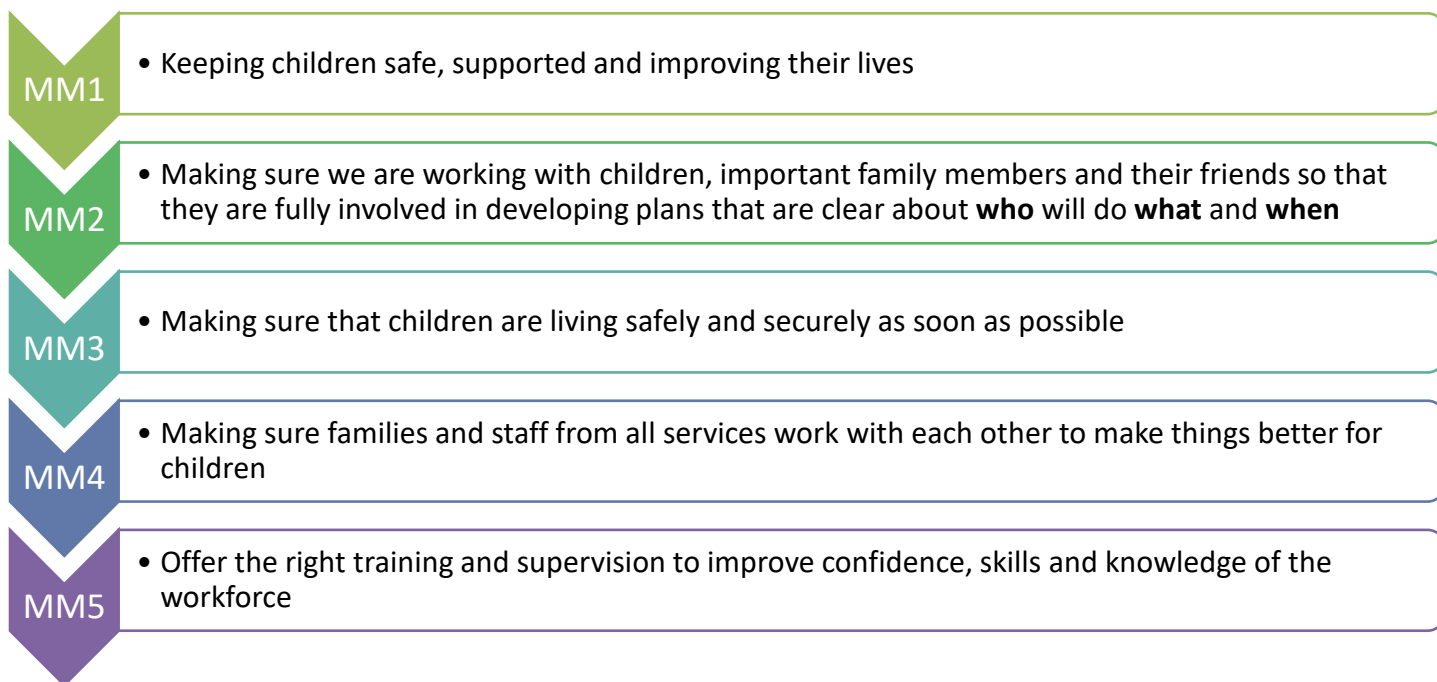 MM1
• Keeping children safe, supported and improving their lives
MM2
• Making sure we are working with children, important family members and their friends so that
they are fully involved in developing plans that are clear about who will do what and when
MM3
• Making sure that children are living safely and securely as soon as possible
MM4
• Making sure families and staff from all services work with each other to make things better for
children
MM5
• Offer the right training and supervision to improve confidence, skills and knowledge of the
workforce